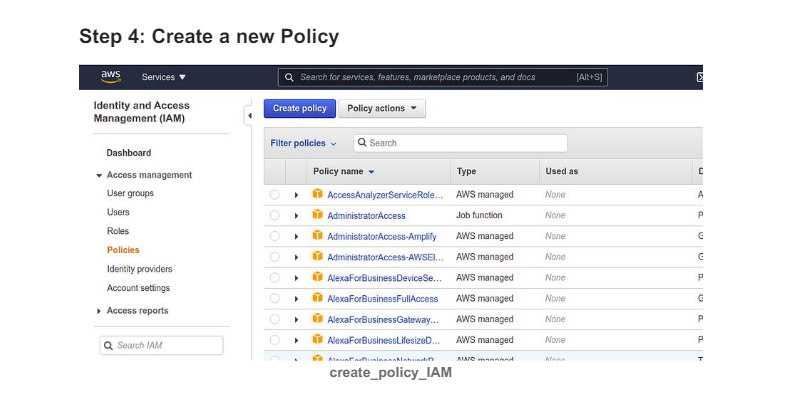 Step 4: Create a new Policy
aws Services Search for services, features, marketplace products, and docs [Alt+S]
Identity and Access
Management (IAM)
Dashboard
Access management
User groups
Users
Roles
Policies
Identity providers
Account settings
Access reports
Search IAM
Create policy Policy actions
Filter policies Search
Policy name Type Used as
AccessAnalyzerServiceRole... AWS managed None A
AdministratorAccess Job function None P
AdministratorAccess-Amplify AWS managed None G
AdministratorAccess-AWSEl... AWS managed None G
AlexaForBusinessDeviceSe... AWS managed None P
AlexaForBusinessFullAccess AWS managed None G
AlexaForBusinessGateway... AWS managed None P
AlexaForBusinessLifesizeD... AWS managed None P
AlexaForBusinessNetworkP... AWS managed None T
create_policy_IAM